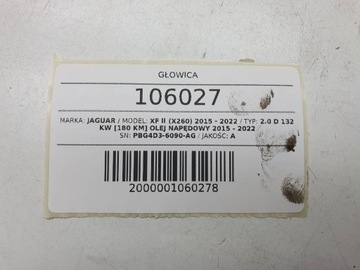 GŁOWICA
106027
MARKA: JAGUAR / MODEL: XF II (X260) 2015 - 2022 / TYP: 2.0 D 132
KW [180 KM] OLEJ NAPĘDOWY 2015 - 2022
SN: PBG4D3-6090-AG / JAKOŚĆ: A
2000001060278